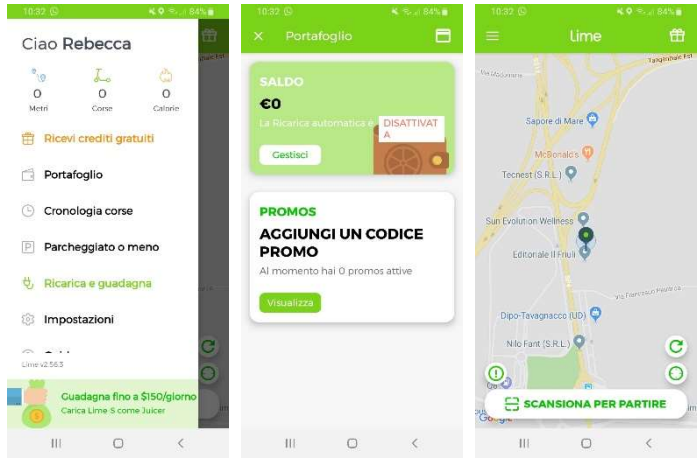 10:32 84%
Ciao Rebecca
0 0 0
Metri Corse Calorie
Ricevi crediti gratuiti
Portafoglio
Cronologia corse
Parcheggiato o meno
Ricarica e guadagna
Impostazioni
Lime v2.56.3
Guadagna fino a $150/giorno
Carica Lime S come Juicer
10:32 84%
Portafoglio
SALDO
€0
La Ricarica automatica è DISATTIVAT
A
Gestisci
PROMOS
AGGIUNGI UN CODICE
PROMO
Al momento hai 0 promos attive
Visualizza
10:32 84%
Lime
Sapore di Mare
McDonald's
Tecnest (S.R.L.)
Sun Evolution Wellness
Editoriale Il Friuli
Dipo-Tavagnacco (UD)
Nilo Fant (S.R.L.)
SCANSIONA PER PARTIRE
Google